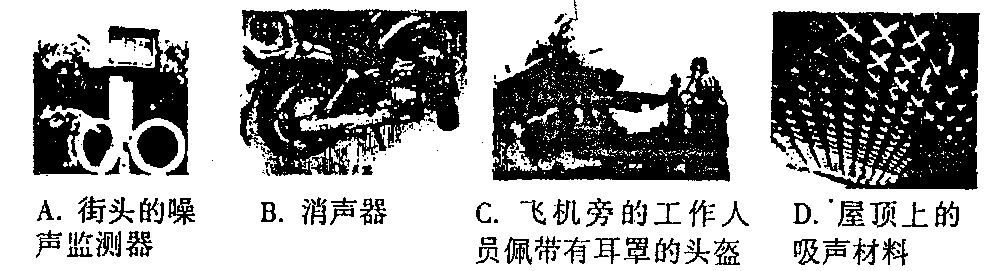 A. 街头的噪
声监测器
B. 消声器
C. 飞机旁的工作人
员佩带有耳罩的头盔
D. 屋顶上的
吸声材料